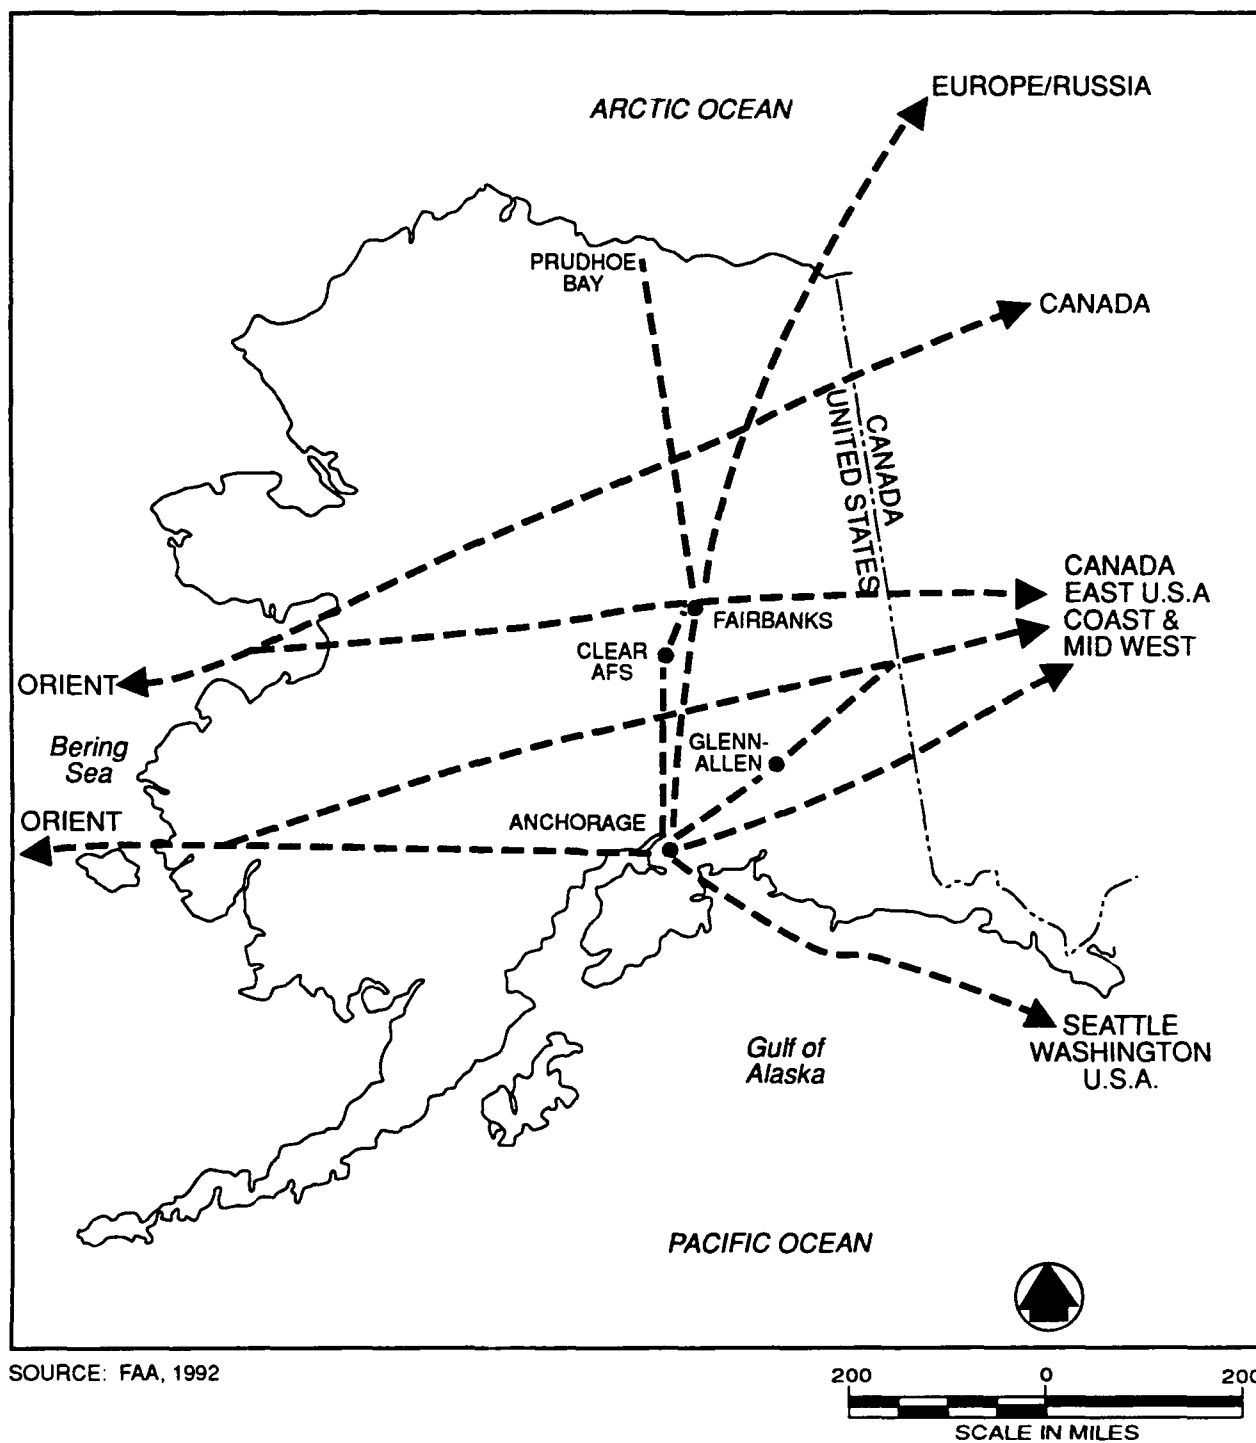 EUROPE/RUSSIA
ARCTIC OCEAN
PRUDHOE
BAY
CANADA
CANADA
UNITED STATES
CANADA
EAST U.S.A
COAST &
MID WEST
FAIRBANKS
CLEAR
AFS
ORIENT
Bering
Sea
GLENN-
ALLEN
ORIENT
ANCHORAGE
SEATTLE
WASHINGTON
U.S.A.
Gulf of
Alaska
PACIFIC OCEAN
SOURCE: FAA, 1992
200 0 200
SCALE IN MILES